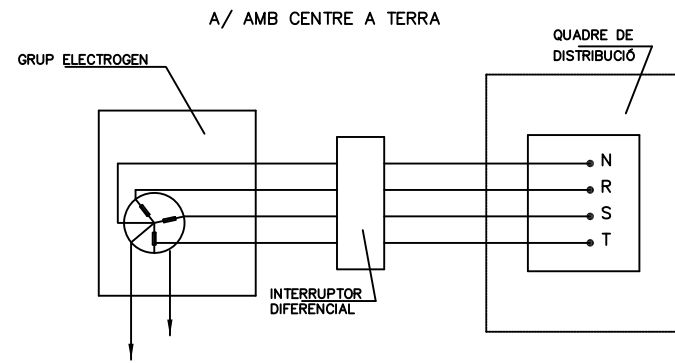 A/ AMB CENTRE A TERRA
GRUP ELECTROGEN
QUADRE DE
DISTRIBUCIÓ
N
R
S
T
INTERRUPTOR
DIFERENCIAL